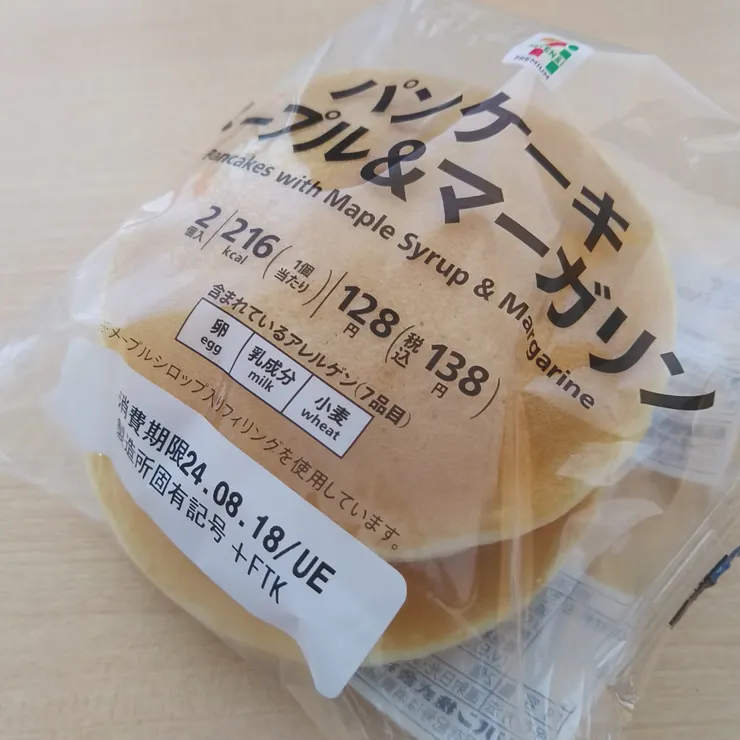 SEVEN&i
PREMIUM
パンケーキ
メープル&マーガリン
Pancakes with Maple Syrup & Margarine
2個入 216kcal(1個当たり) 128円(税込138円)
含まれているアレルゲン(7品目)
卵 乳成分 小麦
egg milk wheat
※メープルシロップ入りフィリングを使用しています。
消費期限24.08.18/UE
製造所固有記号 +FTK